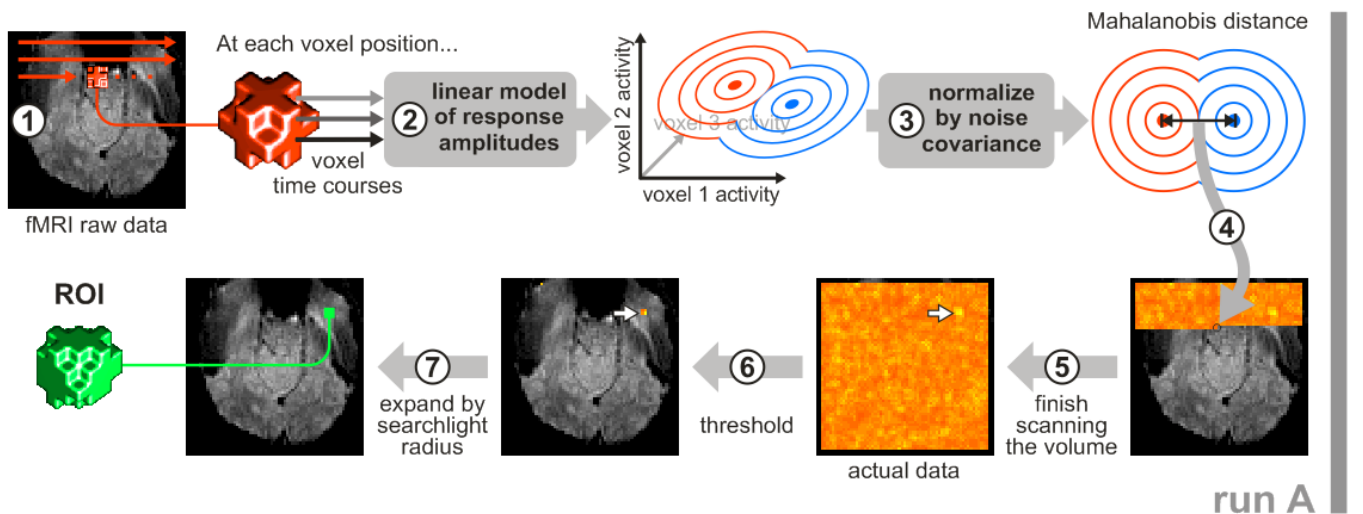 Mahalanobis distance
At each voxel position...
1
2
linear model
of response
amplitudes
voxel
time courses
fMRI raw data
voxel 2 activity
voxel 3 activity
voxel 1 activity
3
normalize
by noise
covariance
4
ROI
7
expand by
searchlight
radius
6
threshold
actual data
5
finish
scanning
the volume
run A